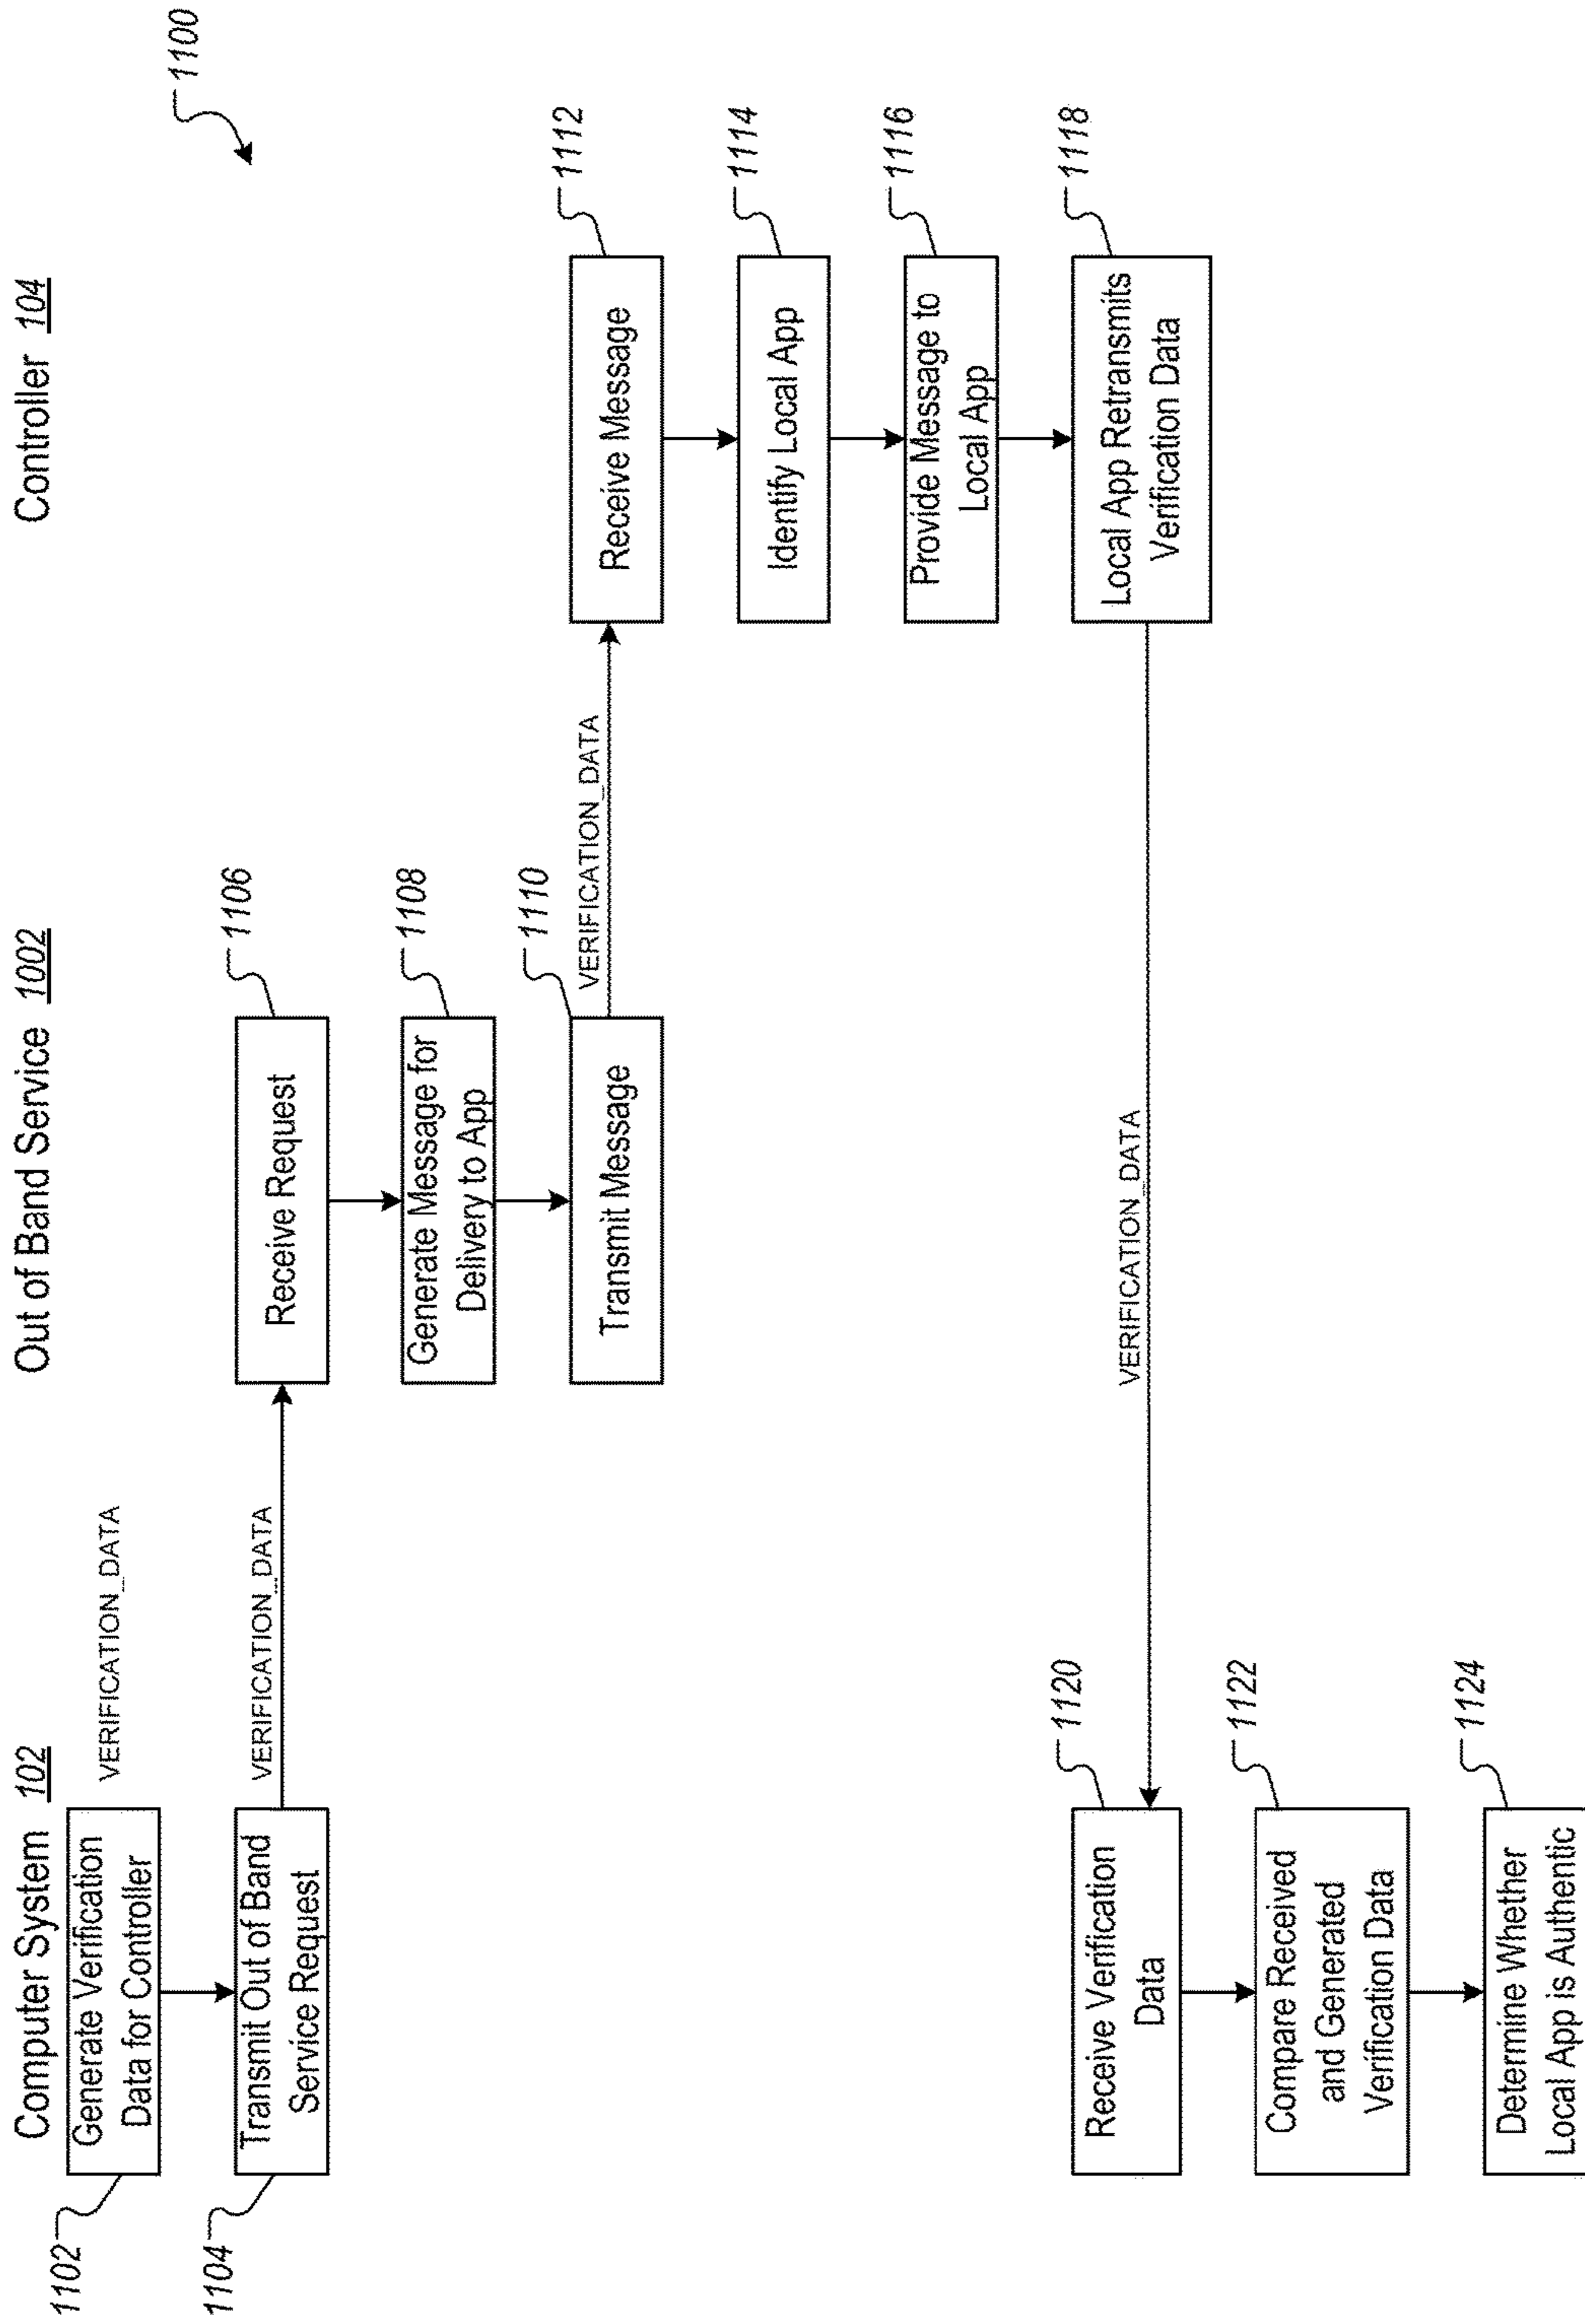 Computer System 102
Out of Band Service 1002
Controller 104
1100
1102
Generate Verification
Data for Controller
VERIFICATION_DATA
1104
Transmit Out of Band
Service Request
VERIFICATION_DATA
Receive Request
1106
Generate Message for
Delivery to App
1108
Transmit Message
1110
VERIFICATION_DATA
Receive Message
1112
Identify Local App
1114
Provide Message to
Local App
1116
Local App Retransmits
Verification Data
1118
VERIFICATION_DATA
Receive Verification
Data
1120
Compare Received
and Generated
Verification Data
1122
Determine Whether
Local App is Authentic
1124